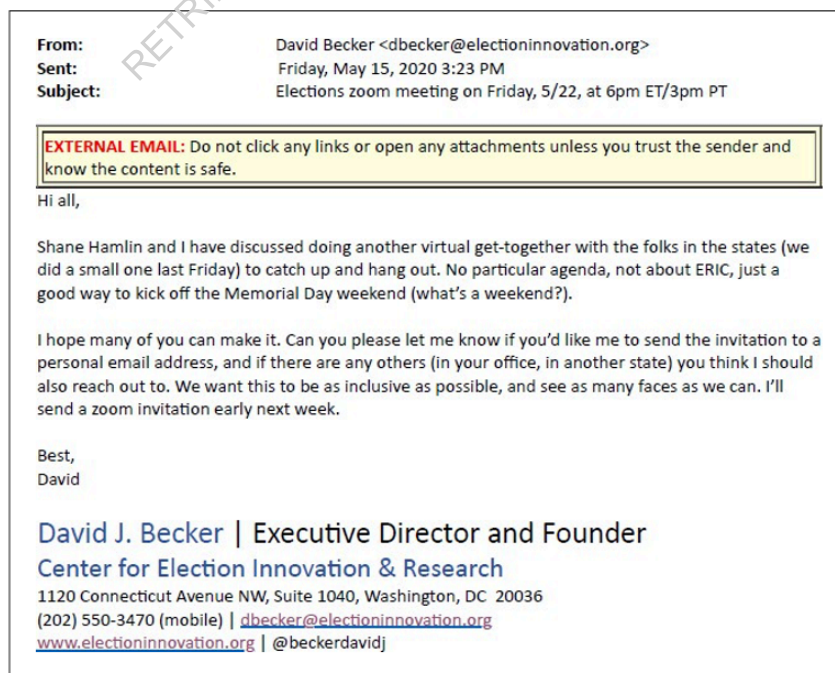 From: David Becker <dbecker@electioninnovation.org>
Sent: Friday, May 15, 2020 3:23 PM
Subject: Elections zoom meeting on Friday, 5/22, at 6pm ET/3pm PT
EXTERNAL EMAIL: Do not click any links or open any attachments unless you trust the sender and
know the content is safe.
Hi all,
Shane Hamlin and I have discussed doing another virtual get-together with the folks in the states (we
did a small one last Friday) to catch up and hang out. No particular agenda, not about ERIC, just a
good way to kick off the Memorial Day weekend (what's a weekend?).
I hope many of you can make it. Can you please let me know if you'd like me to send the invitation to a
personal email address, and if there are any others (in your office, in another state) you think I should
also reach out to. We want this to be as inclusive as possible, and see as many faces as we can. I'll
send a zoom invitation early next week.
Best,
David
David J. Becker | Executive Director and Founder
Center for Election Innovation & Research
1120 Connecticut Avenue NW, Suite 1040, Washington, DC 20036
(202) 550-3470 (mobile) | dbecker@electioninnovation.org
www.electioninnovation.org | @beckerdavidj